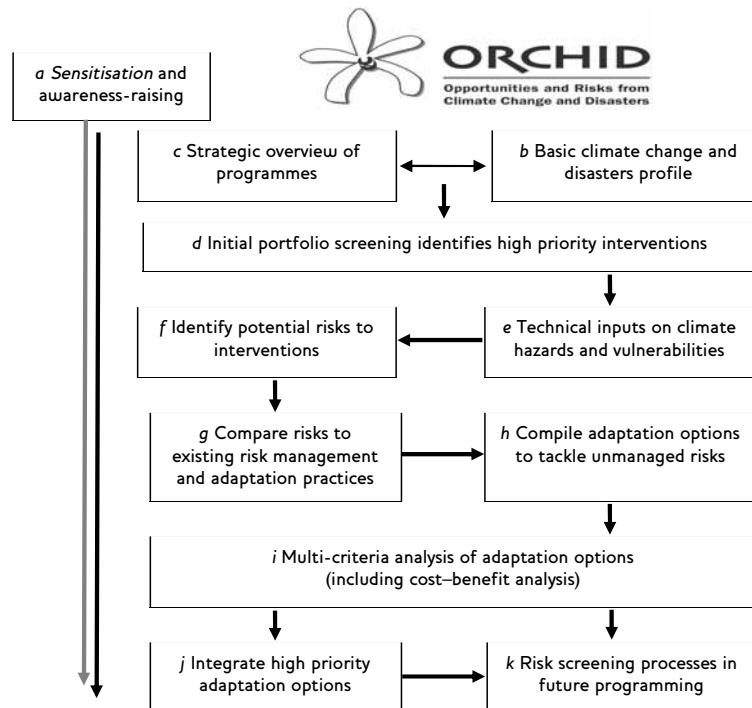 a Sensitisation and
awareness-raising
ORCHID
Opportunities and Risks from
Climate Change and Disasters
c Strategic overview of
programmes
b Basic climate change and
disasters profile
d Initial portfolio screening identifies high priority interventions
f Identify potential risks to
interventions
e Technical inputs on climate
hazards and vulnerabilities
g Compare risks to
existing risk management
and adaptation practices
h Compile adaptation options
to tackle unmanaged risks
i Multi-criteria analysis of adaptation options
(including cost–benefit analysis)
j Integrate high priority
adaptation options
k Risk screening processes in
future programming